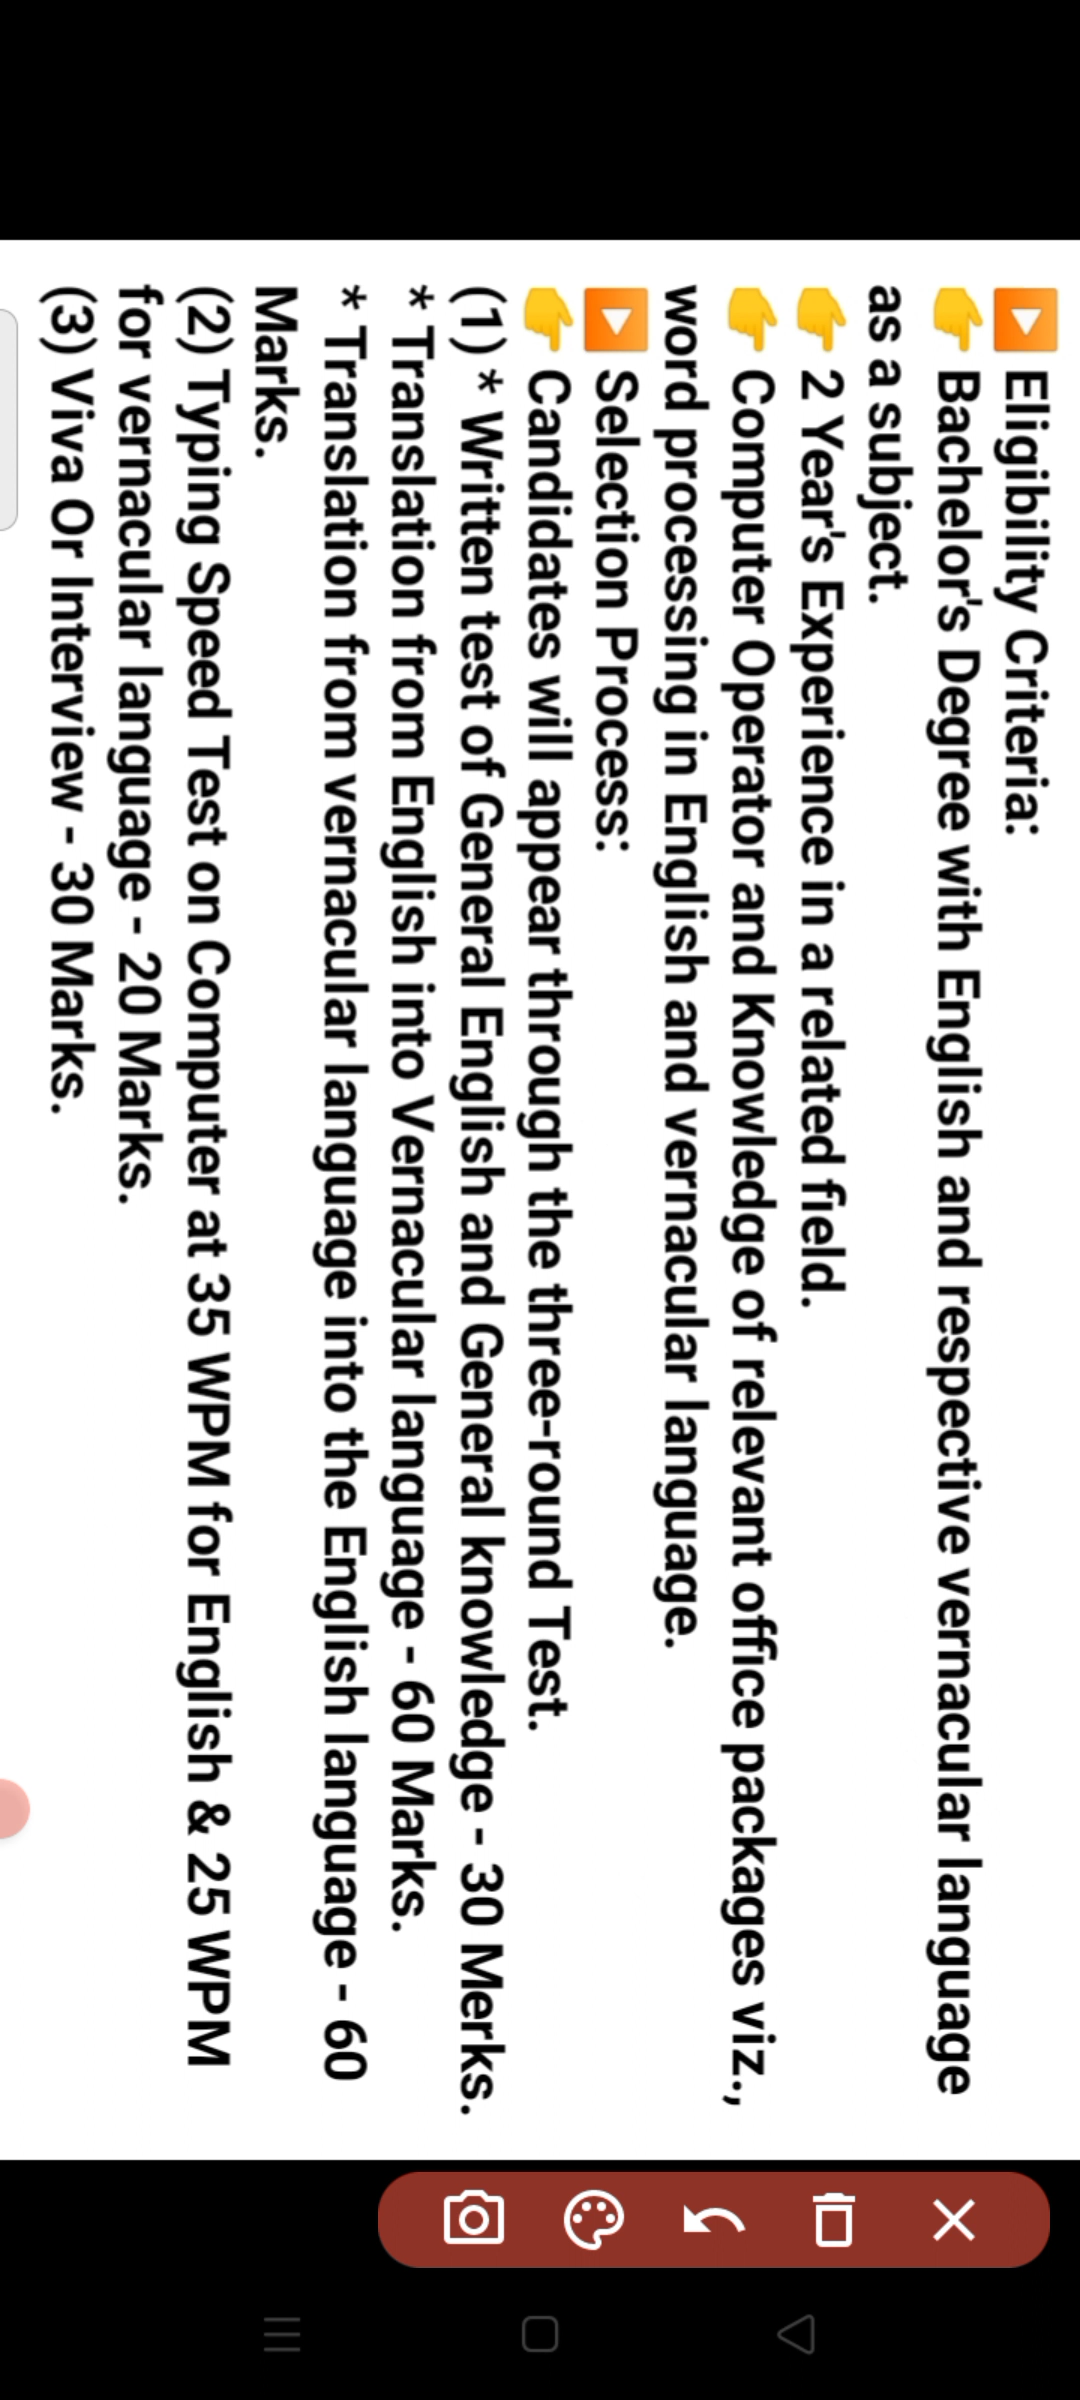 ▶️ Eligibility Criteria:
👉 Bachelor's Degree with English and respective vernacular language
as a subject.
👉 2 Year's Experience in a related field.
👉 Computer Operator and Knowledge of relevant office packages viz.,
word processing in English and vernacular language.
▶️ Selection Process:
👉 Candidates will appear through the three-round Test.
(1) * Written test of General English and General knowledge - 30 Merks.
* Translation from English into Vernacular language - 60 Marks.
* Translation from vernacular language into the English language - 60
Marks.
(2) Typing Speed Test on Computer at 35 WPM for English & 25 WPM
for vernacular language - 20 Marks.
(3) Viva Or Interview - 30 Marks.